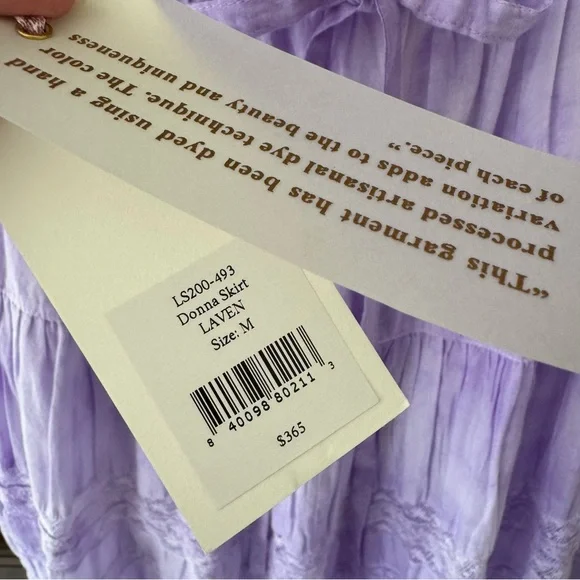 “This garment has been dyed using a hand
processed artisanal dye technique. The color
variation adds to the beauty and uniqueness
of each piece.”
LS200-493
Donna Skirt
LAVEN
Size: M
8 40098 80211 3
$365